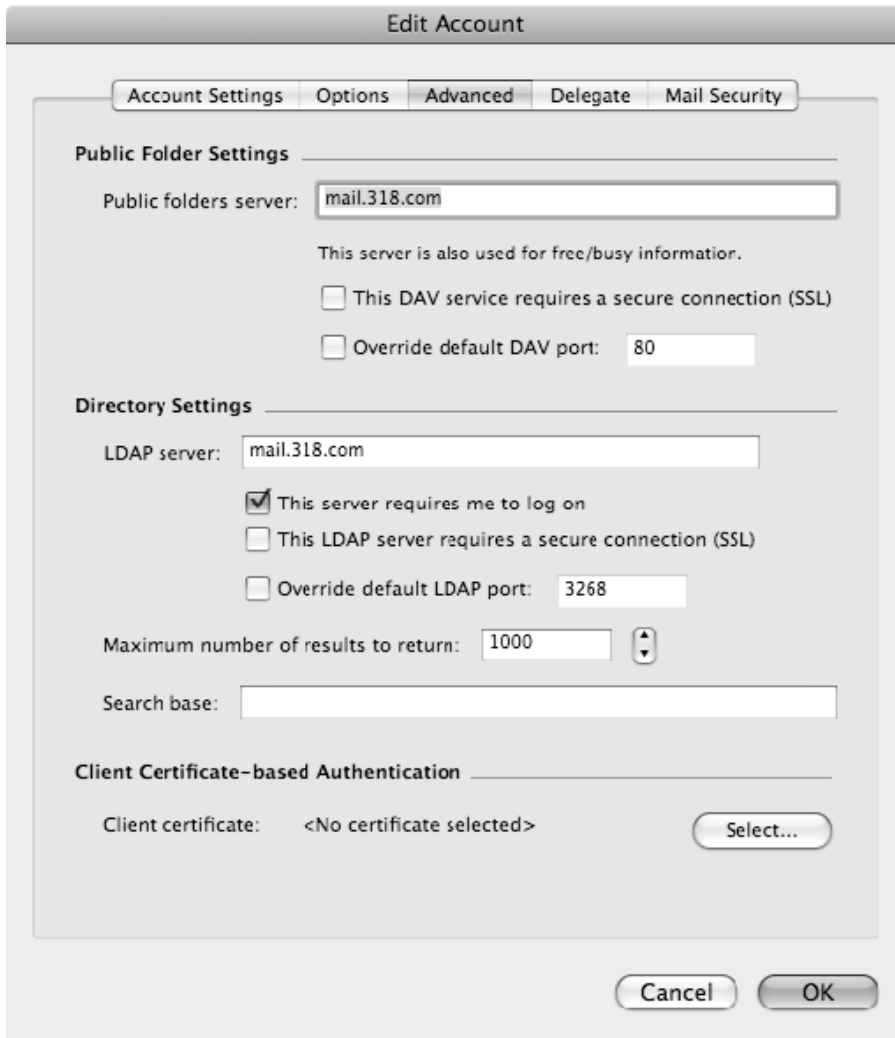 Edit Account
Account Settings Options Advanced Delegate Mail Security
Public Folder Settings
Public folders server: mail.318.com
This server is also used for free/busy information.
This DAV service requires a secure connection (SSL)
Override default DAV port: 80
Directory Settings
LDAP server: mail.318.com
This server requires me to log on
This LDAP server requires a secure connection (SSL)
Override default LDAP port: 3268
Maximum number of results to return: 1000
Search base:
Client Certificate-based Authentication
Client certificate: <No certificate selected> Select...
Cancel OK